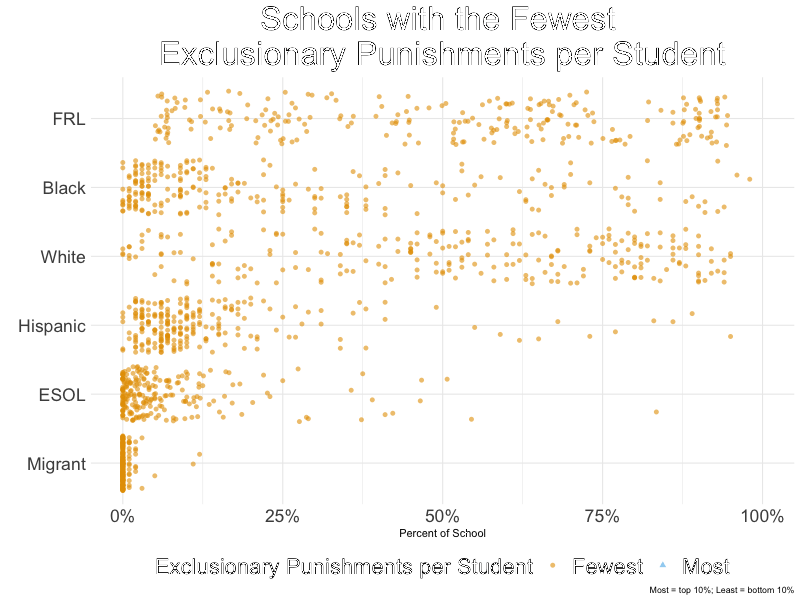 Schools with the Fewest
Exclusionary Punishments per Student
FRL
Black
White
Hispanic
ESOL
Migrant
0% 25% 50% 75% 100%
Percent of School
Exclusionary Punishments per Student Fewest Most
Most = top 10%; Least = bottom 10%